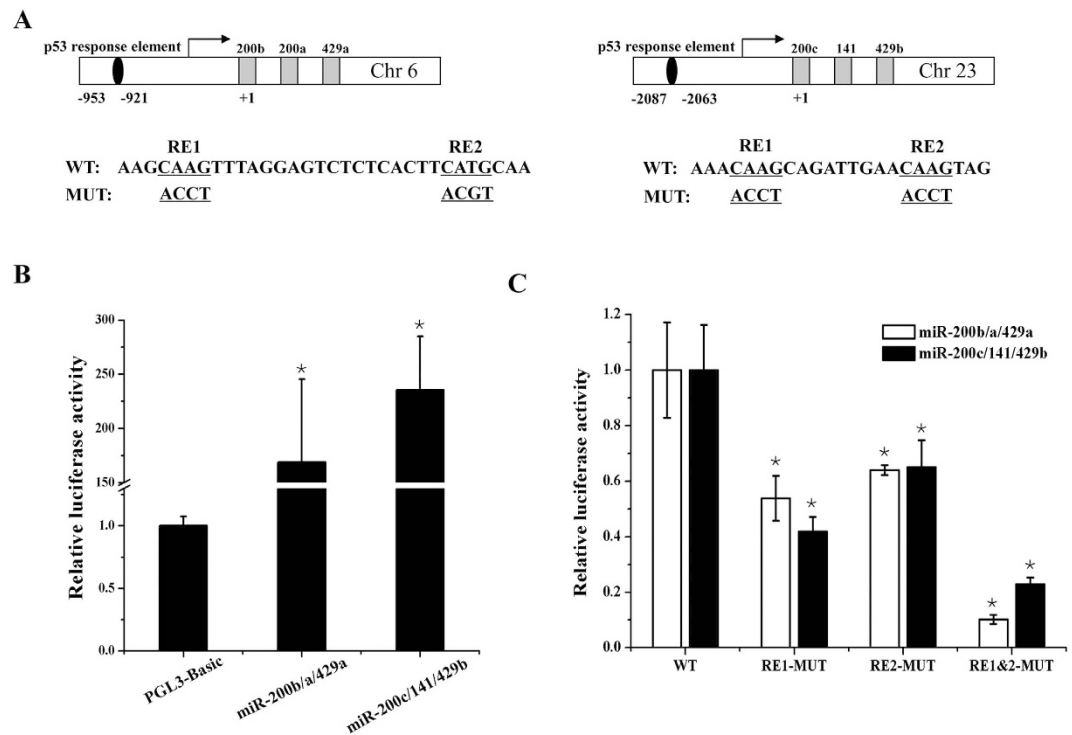 A
p53 response element 200b 200a 429a
Chr 6
-953 -921 +1
RE1 RE2
WT: AAGCAAGTTTAGGAGTCTCTCACTTCATGCAA
MUT: ACCT ACGT
p53 response element 200c 141 429b
Chr 23
-2087 -2063 +1
RE1 RE2
WT: AAACAAGCAGATTGAACAAGTAG
MUT: ACCT ACCT
B
Relative luciferase activity
300
250
200
150
1.0
0.5
0.0
PGL3-Basic
miR-200b/a/429a
miR-200c/141/429b
* *
C
Relative luciferase activity
1.2
1.0
0.8
0.6
0.4
0.2
0.0
miR-200b/a/429a
miR-200c/141/429b
* * * * * *
WT RE1-MUT RE2-MUT RE1&2-MUT